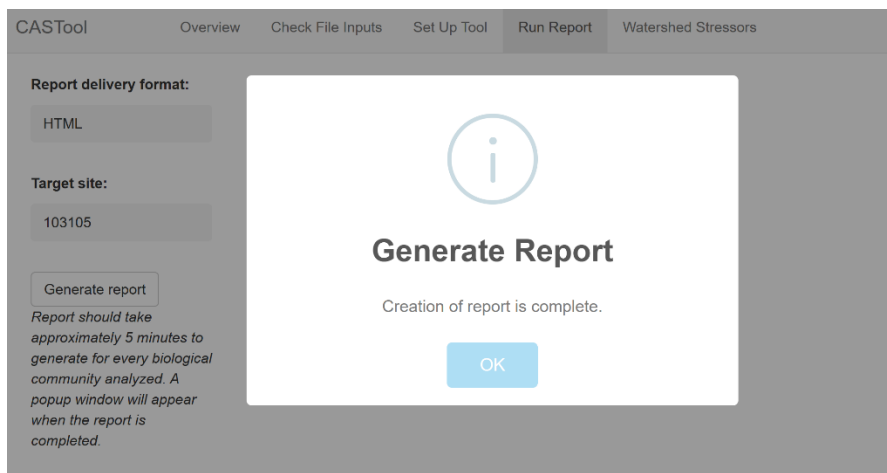 CASTool Overview Check File Inputs Set Up Tool Run Report Watershed Stressors
Report delivery format:
HTML
Target site:
103105
Generate report
Report should take
approximately 5 minutes to
generate for every biological
community analyzed. A
popup window will appear
when the report is
completed.
i
Generate Report
Creation of report is complete.
OK